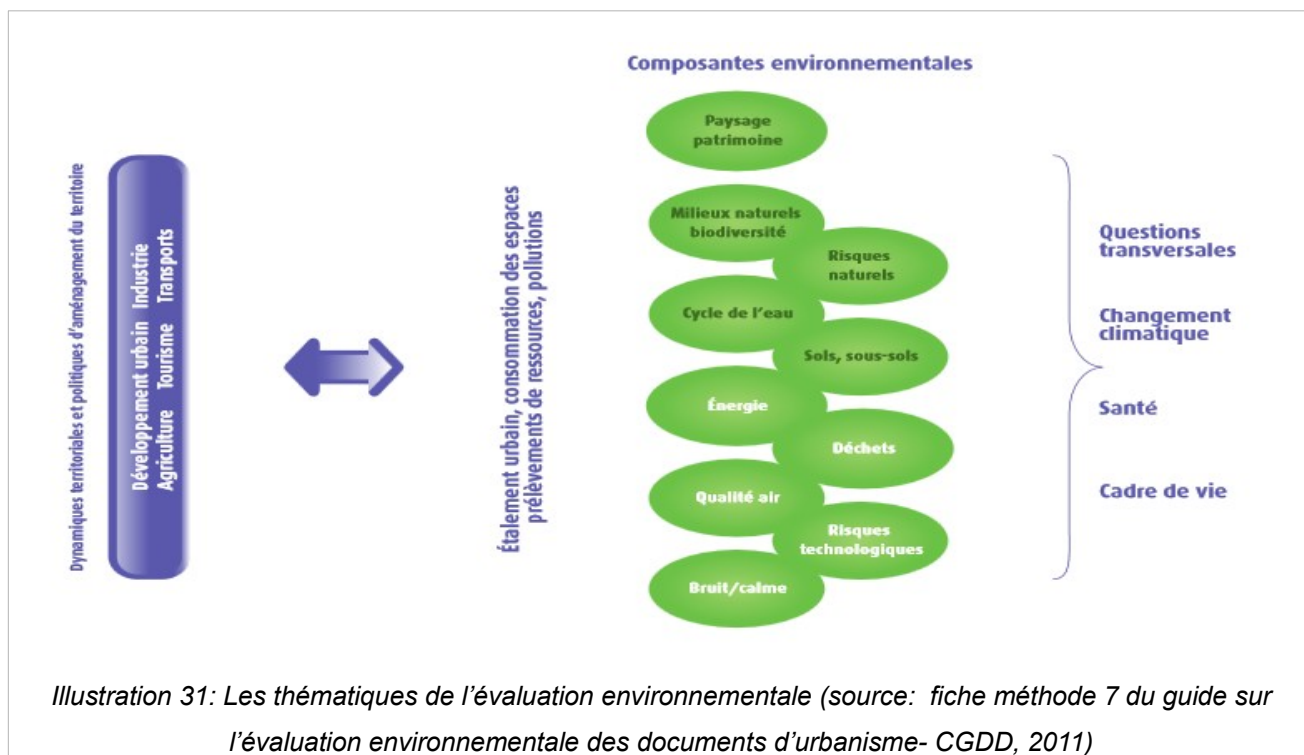 Composantes environnementales
Dynamiques territoriales et politiques d'aménagement du territoire
Développement urbain Industrie
Agriculture Tourisme Transports
Étalement urbain, consommation des espaces
prélèvements de ressources, pollutions
Paysage
patrimoine
Milieux naturels
biodiversité
Risques
naturels
Cycle de l'eau
Sols, sous-sols
Énergie
Déchets
Qualité air
Risques
technologiques
Bruit/calme
Questions
transversales
Changement
climatique
Santé
Cadre de vie
Illustration 31: Les thématiques de l'évaluation environnementale (source: fiche méthode 7 du guide sur
l'évaluation environnementale des documents d'urbanisme- CGDD, 2011)